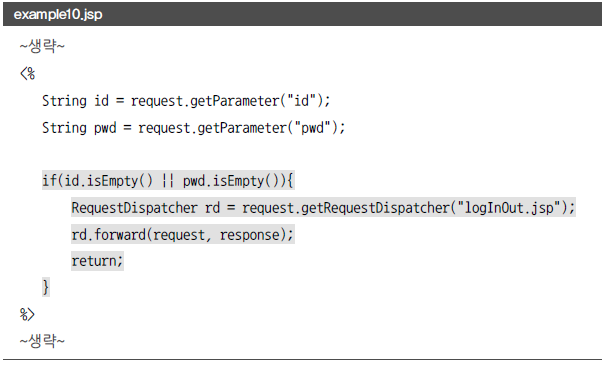 example10.jsp
~생략~
<%
String id = request.getParameter("id");
String pwd = request.getParameter("pwd");
if(id.isEmpty() || pwd.isEmpty()){
RequestDispatcher rd = request.getRequestDispatcher("logInOut.jsp");
rd.forward(request, response);
return;
}
%>
~생략~